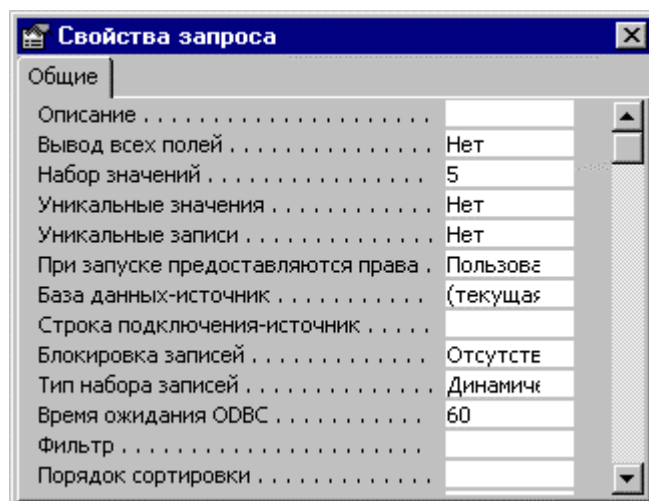 Свойства запроса
Общие
Описание . . . . . . . . . . . . . . . . . . . . . .
Вывод всех полей . . . . . . . . . . . . . . . Нет
Набор значений . . . . . . . . . . . . . . . . 5
Уникальные значения . . . . . . . . . . . . Нет
Уникальные записи . . . . . . . . . . . . . . Нет
При запуске предоставляются права . Пользова
База данных-источник . . . . . . . . . . . (текущая
Строка подключения-источник . . . . .
Блокировка записей . . . . . . . . . . . . . Отсутстве
Тип набора записей . . . . . . . . . . . . . . Динамиче
Время ожидания ODBC . . . . . . . . . . . 60
Фильтр . . . . . . . . . . . . . . . . . . . . . . . .
Порядок сортировки . . . . . . . . . . . . .